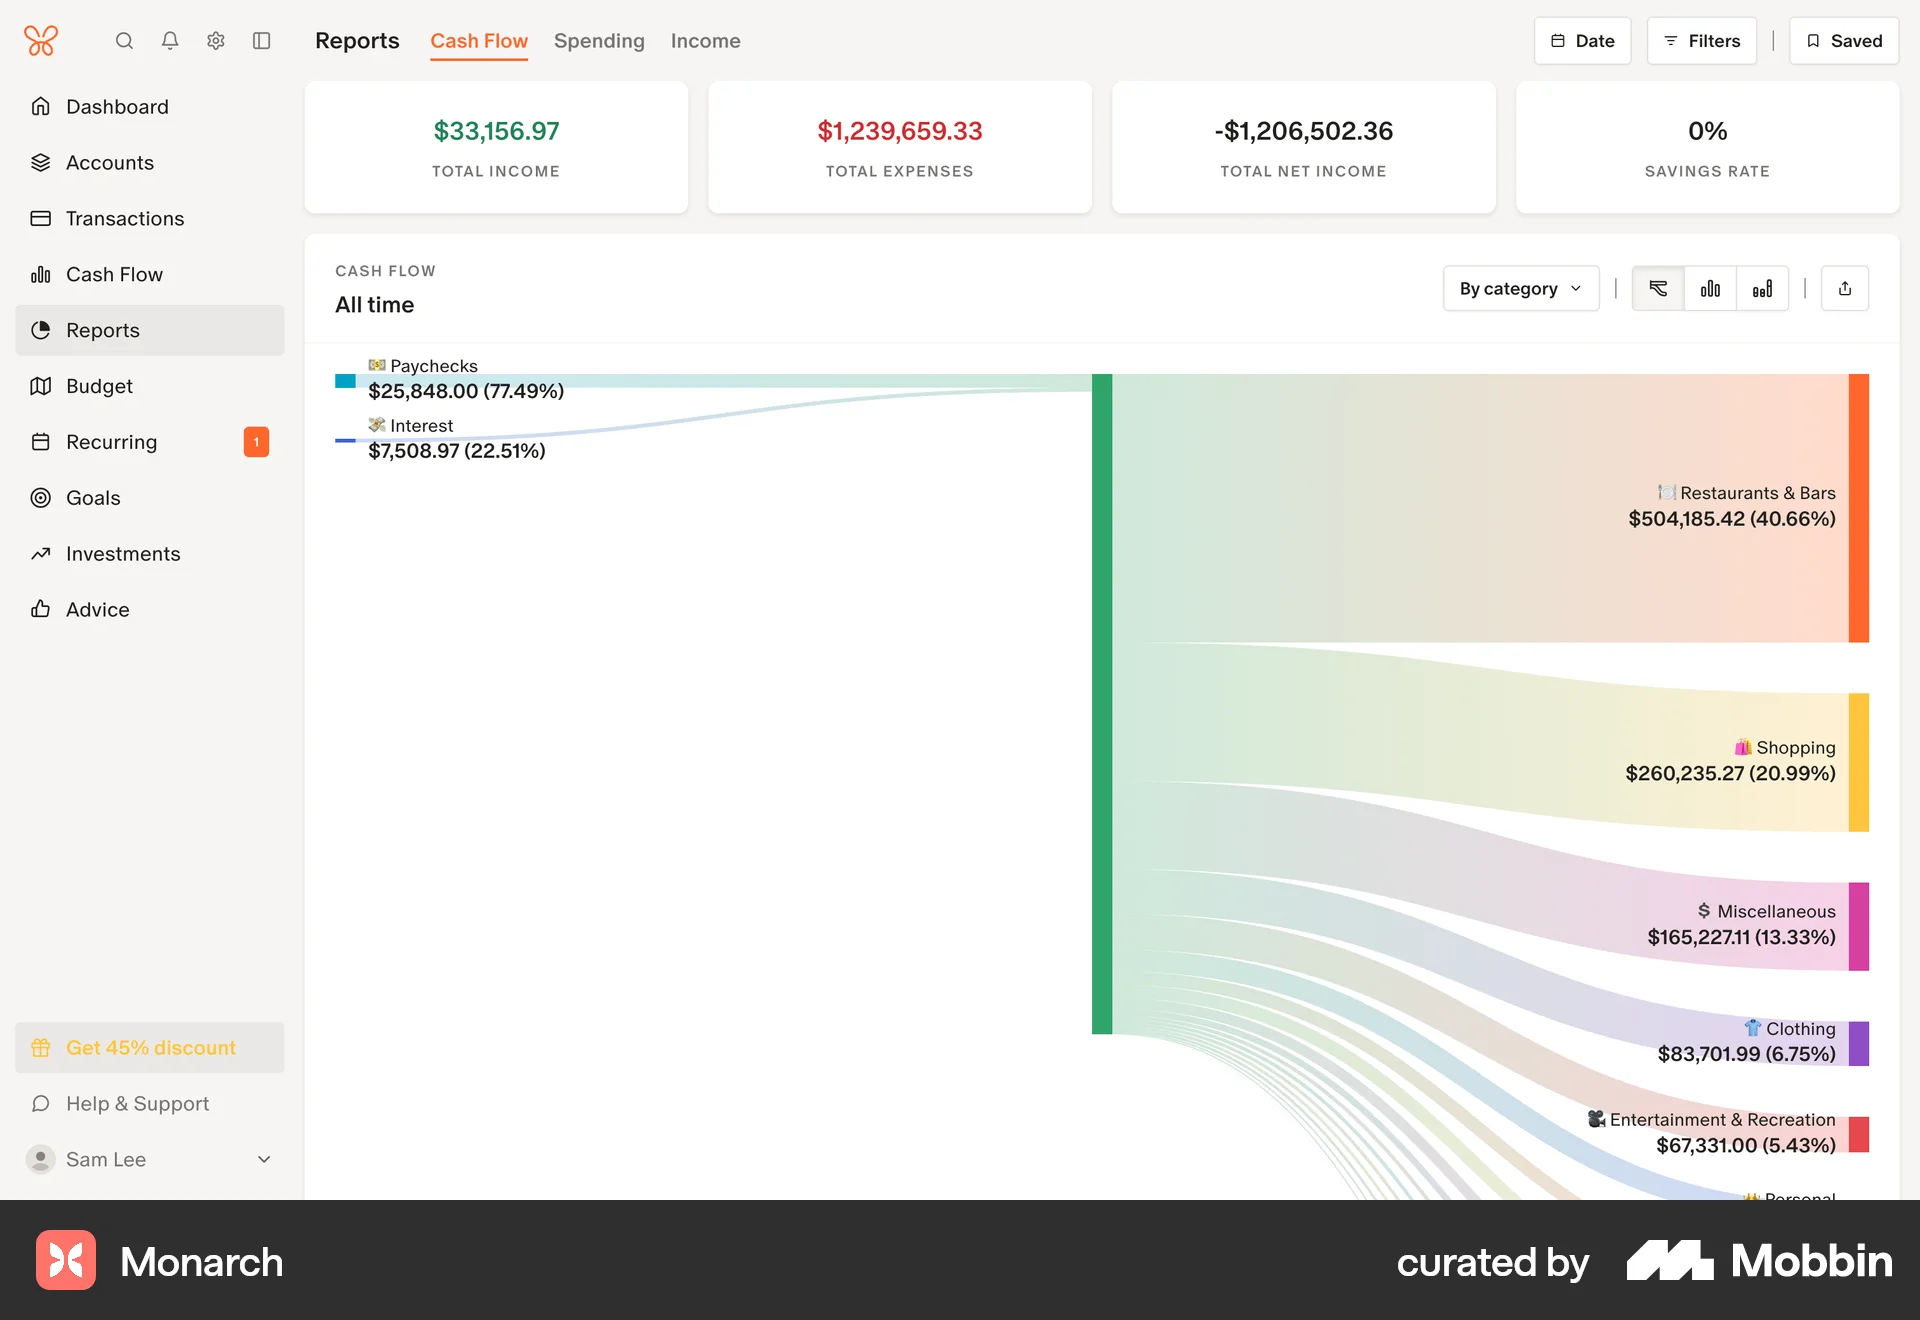 Reports
Cash Flow
Spending
Income
Date
Filters
Saved
Dashboard
Accounts
Transactions
Cash Flow
Reports
Budget
Recurring
1
Goals
Investments
Advice
Get 45% discount
Help & Support
Sam Lee
$33,156.97
TOTAL INCOME
$1,239,659.33
TOTAL EXPENSES
-$1,206,502.36
TOTAL NET INCOME
0%
SAVINGS RATE
CASH FLOW
All time
By category
Paychecks
$25,848.00 (77.49%)
Interest
$7,508.97 (22.51%)
Restaurants & Bars
$504,185.42 (40.66%)
Shopping
$260,235.27 (20.99%)
$ Miscellaneous
$165,227.11 (13.33%)
Clothing
$83,701.99 (6.75%)
Entertainment & Recreation
$67,331.00 (5.43%)
Personal
Monarch
curated by
Mobbin